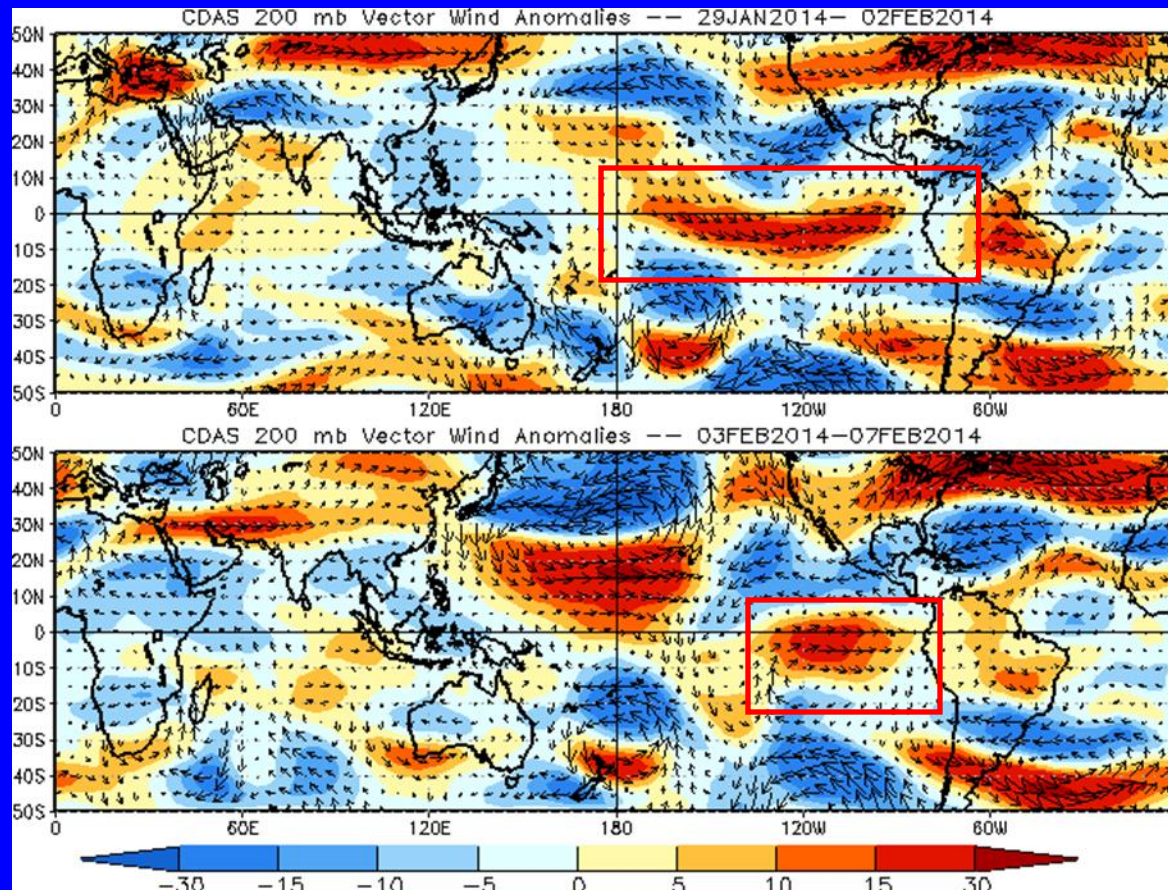 CDAS 200 mb Vector Wind Anomalies -- 29JAN2014- 02FEB2014
50N
40N
30N
20N
10N
0
10S
20S
30S
40S
50S
0 60E 120E 180 120W 60W
CDAS 200 mb Vector Wind Anomalies -- 03FEB2014-07FEB2014
50N
40N
30N
20N
10N
0
10S
20S
30S
40S
50S
0 60E 120E 180 120W 60W
-30 -15 -10 -5 0 5 10 15 30